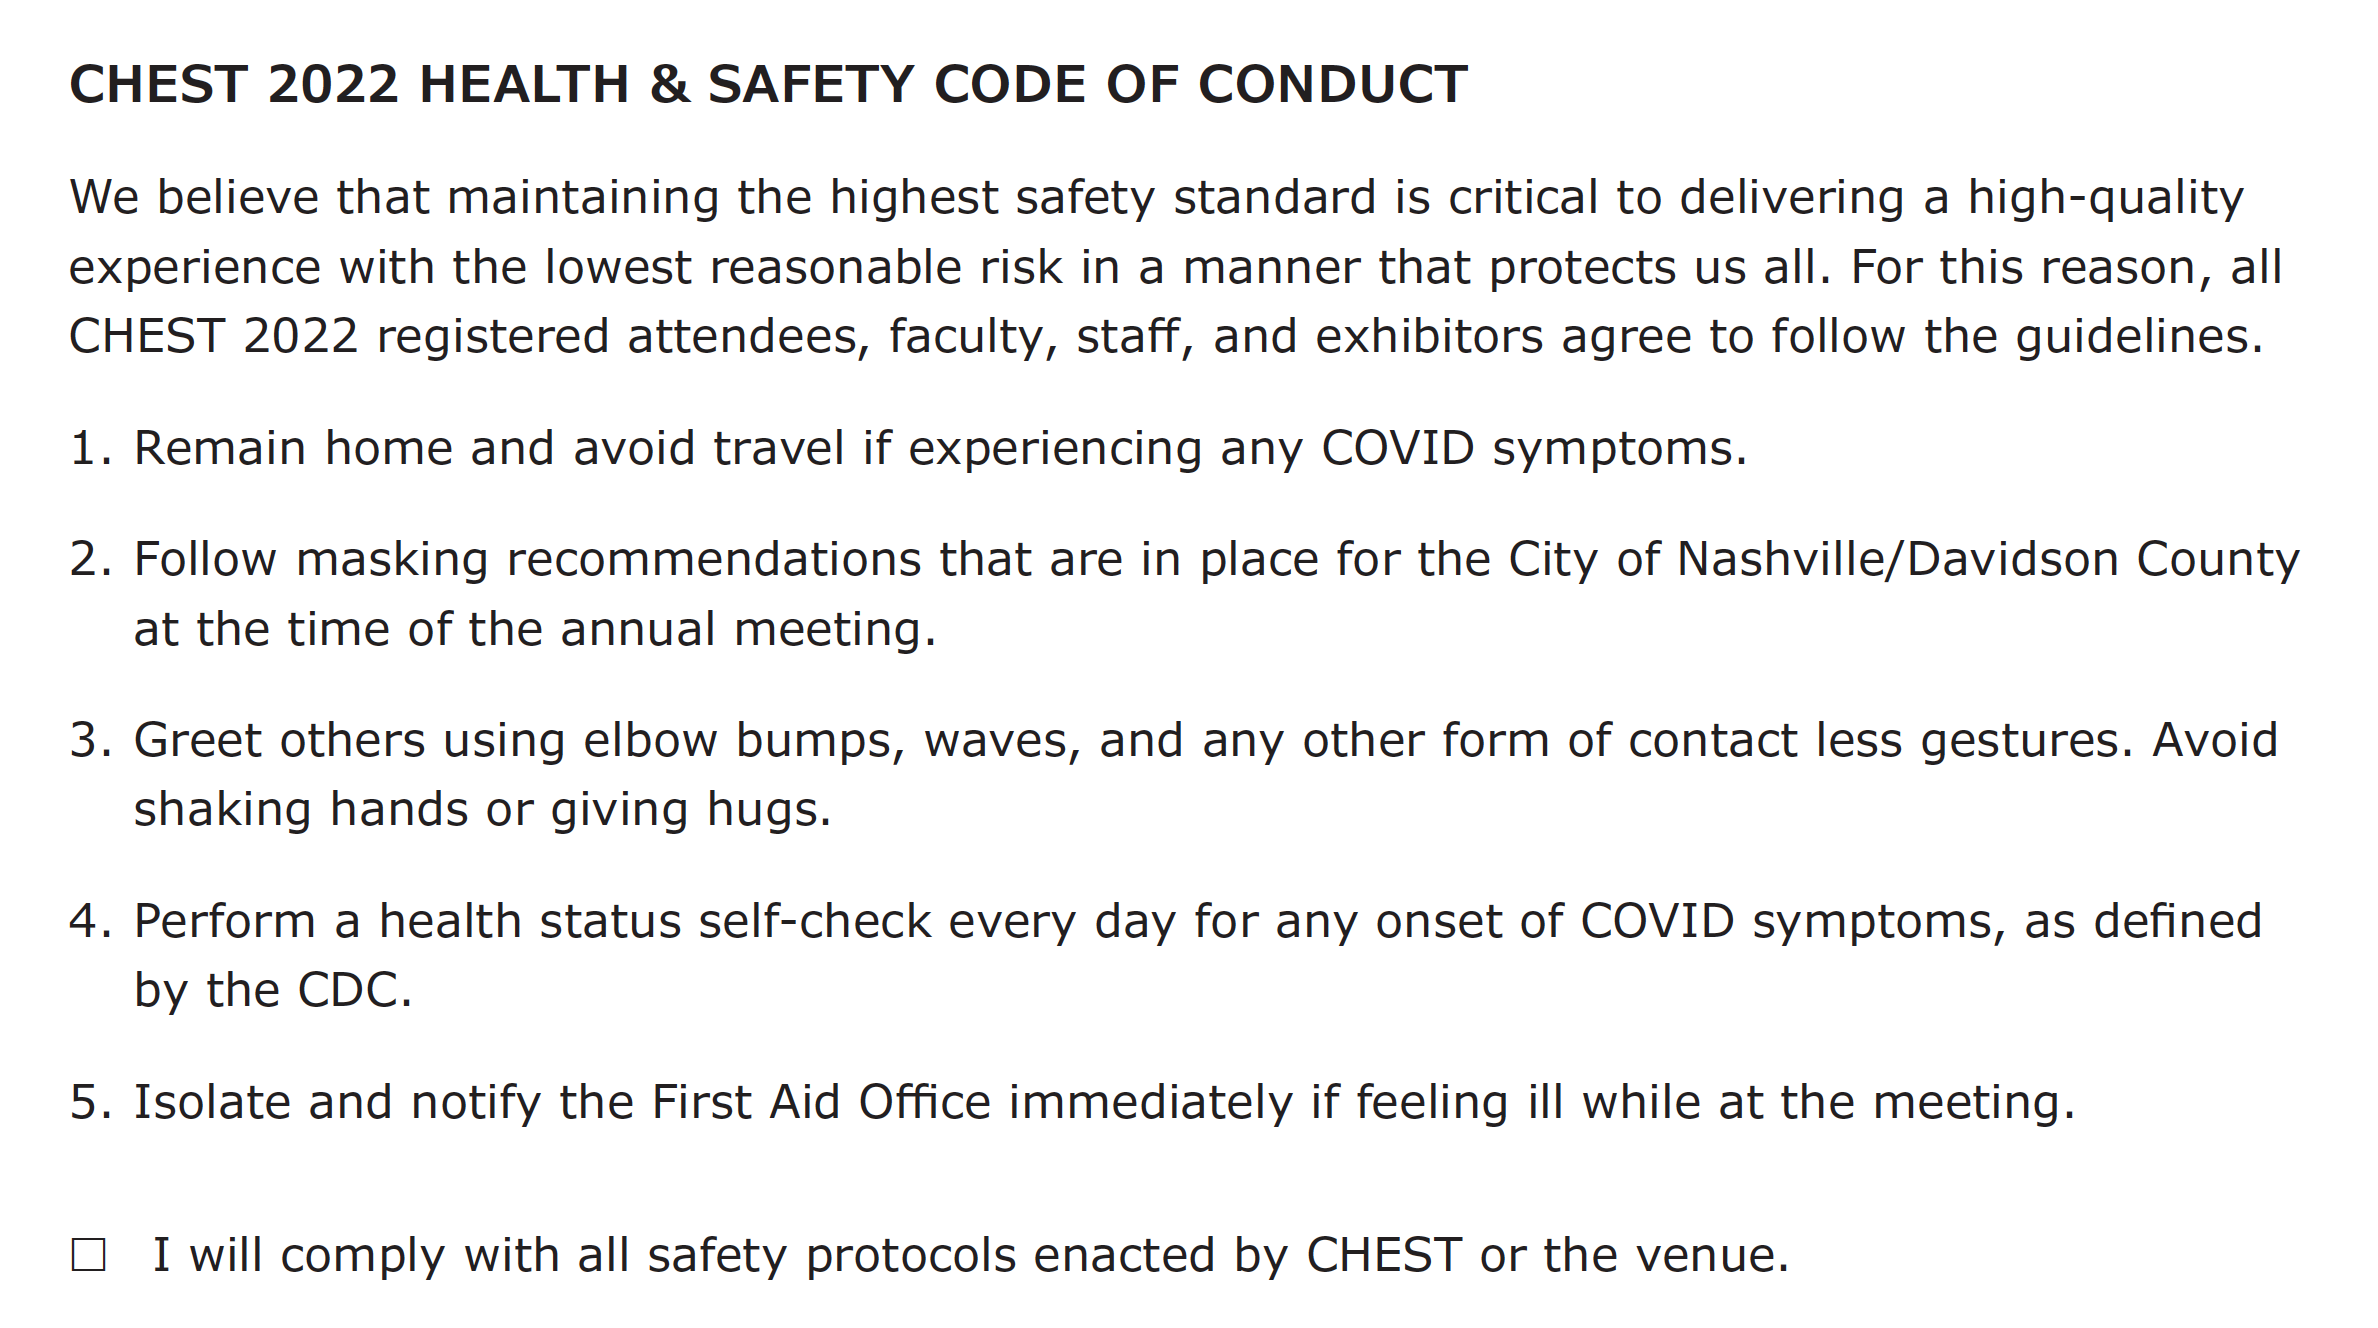 CHEST 2022 HEALTH & SAFETY CODE OF CONDUCT
We believe that maintaining the highest safety standard is critical to delivering a high-quality
experience with the lowest reasonable risk in a manner that protects us all. For this reason, all
CHEST 2022 registered attendees, faculty, staff, and exhibitors agree to follow the guidelines.
1. Remain home and avoid travel if experiencing any COVID symptoms.
2. Follow masking recommendations that are in place for the City of Nashville/Davidson County
at the time of the annual meeting.
3. Greet others using elbow bumps, waves, and any other form of contact less gestures. Avoid
shaking hands or giving hugs.
4. Perform a health status self-check every day for any onset of COVID symptoms, as defined
by the CDC.
5. Isolate and notify the First Aid Office immediately if feeling ill while at the meeting.
☐ I will comply with all safety protocols enacted by CHEST or the venue.